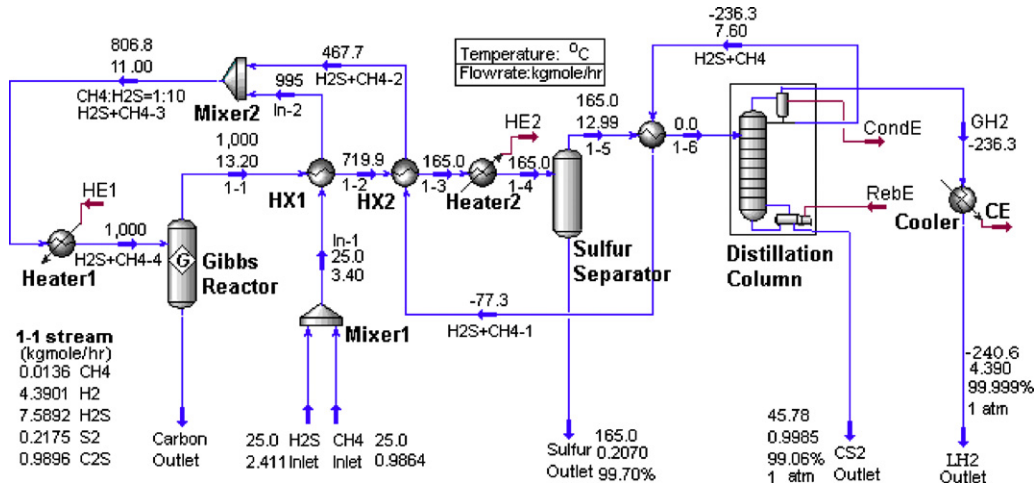 806.8
11.00
CH4:H2S=1:10
H2S+CH4-3
Mixer2
467.7
H2S+CH4-2
995
In-2
Temperature: ⁰C
Flowrate:kgmole/hr
-236.3
7.60
H2S+CH4
1,000
13.20
1-1
HX1
719.9
1-2
HX2
165.0
1-3
HE2
Heater2
165.0
1-4
165.0
12.99
1-5
0.0
1-6
CondE
GH2
-236.3
RebE
Cooler
CE
HE1
1,000
H2S+CH4-4
Heater1
Gibbs
Reactor
In-1
25.0
3.40
Mixer1
Sulfur
Separator
Distillation
Column
-77.3
H2S+CH4-1
1-1 stream
(kgmole/hr)
0.0136 CH4
4.3901 H2
7.5892 H2S
0.2175 S2
0.9896 C2S
Carbon
Outlet
25.0 H2S CH4 25.0
2.411 Inlet Inlet 0.9864
165.0
Sulfur 0.2070
Outlet 99.70%
45.78
0.9985
99.06% CS2
1 atm Outlet
-240.6
4.390
99.999%
1 atm
LH2
Outlet